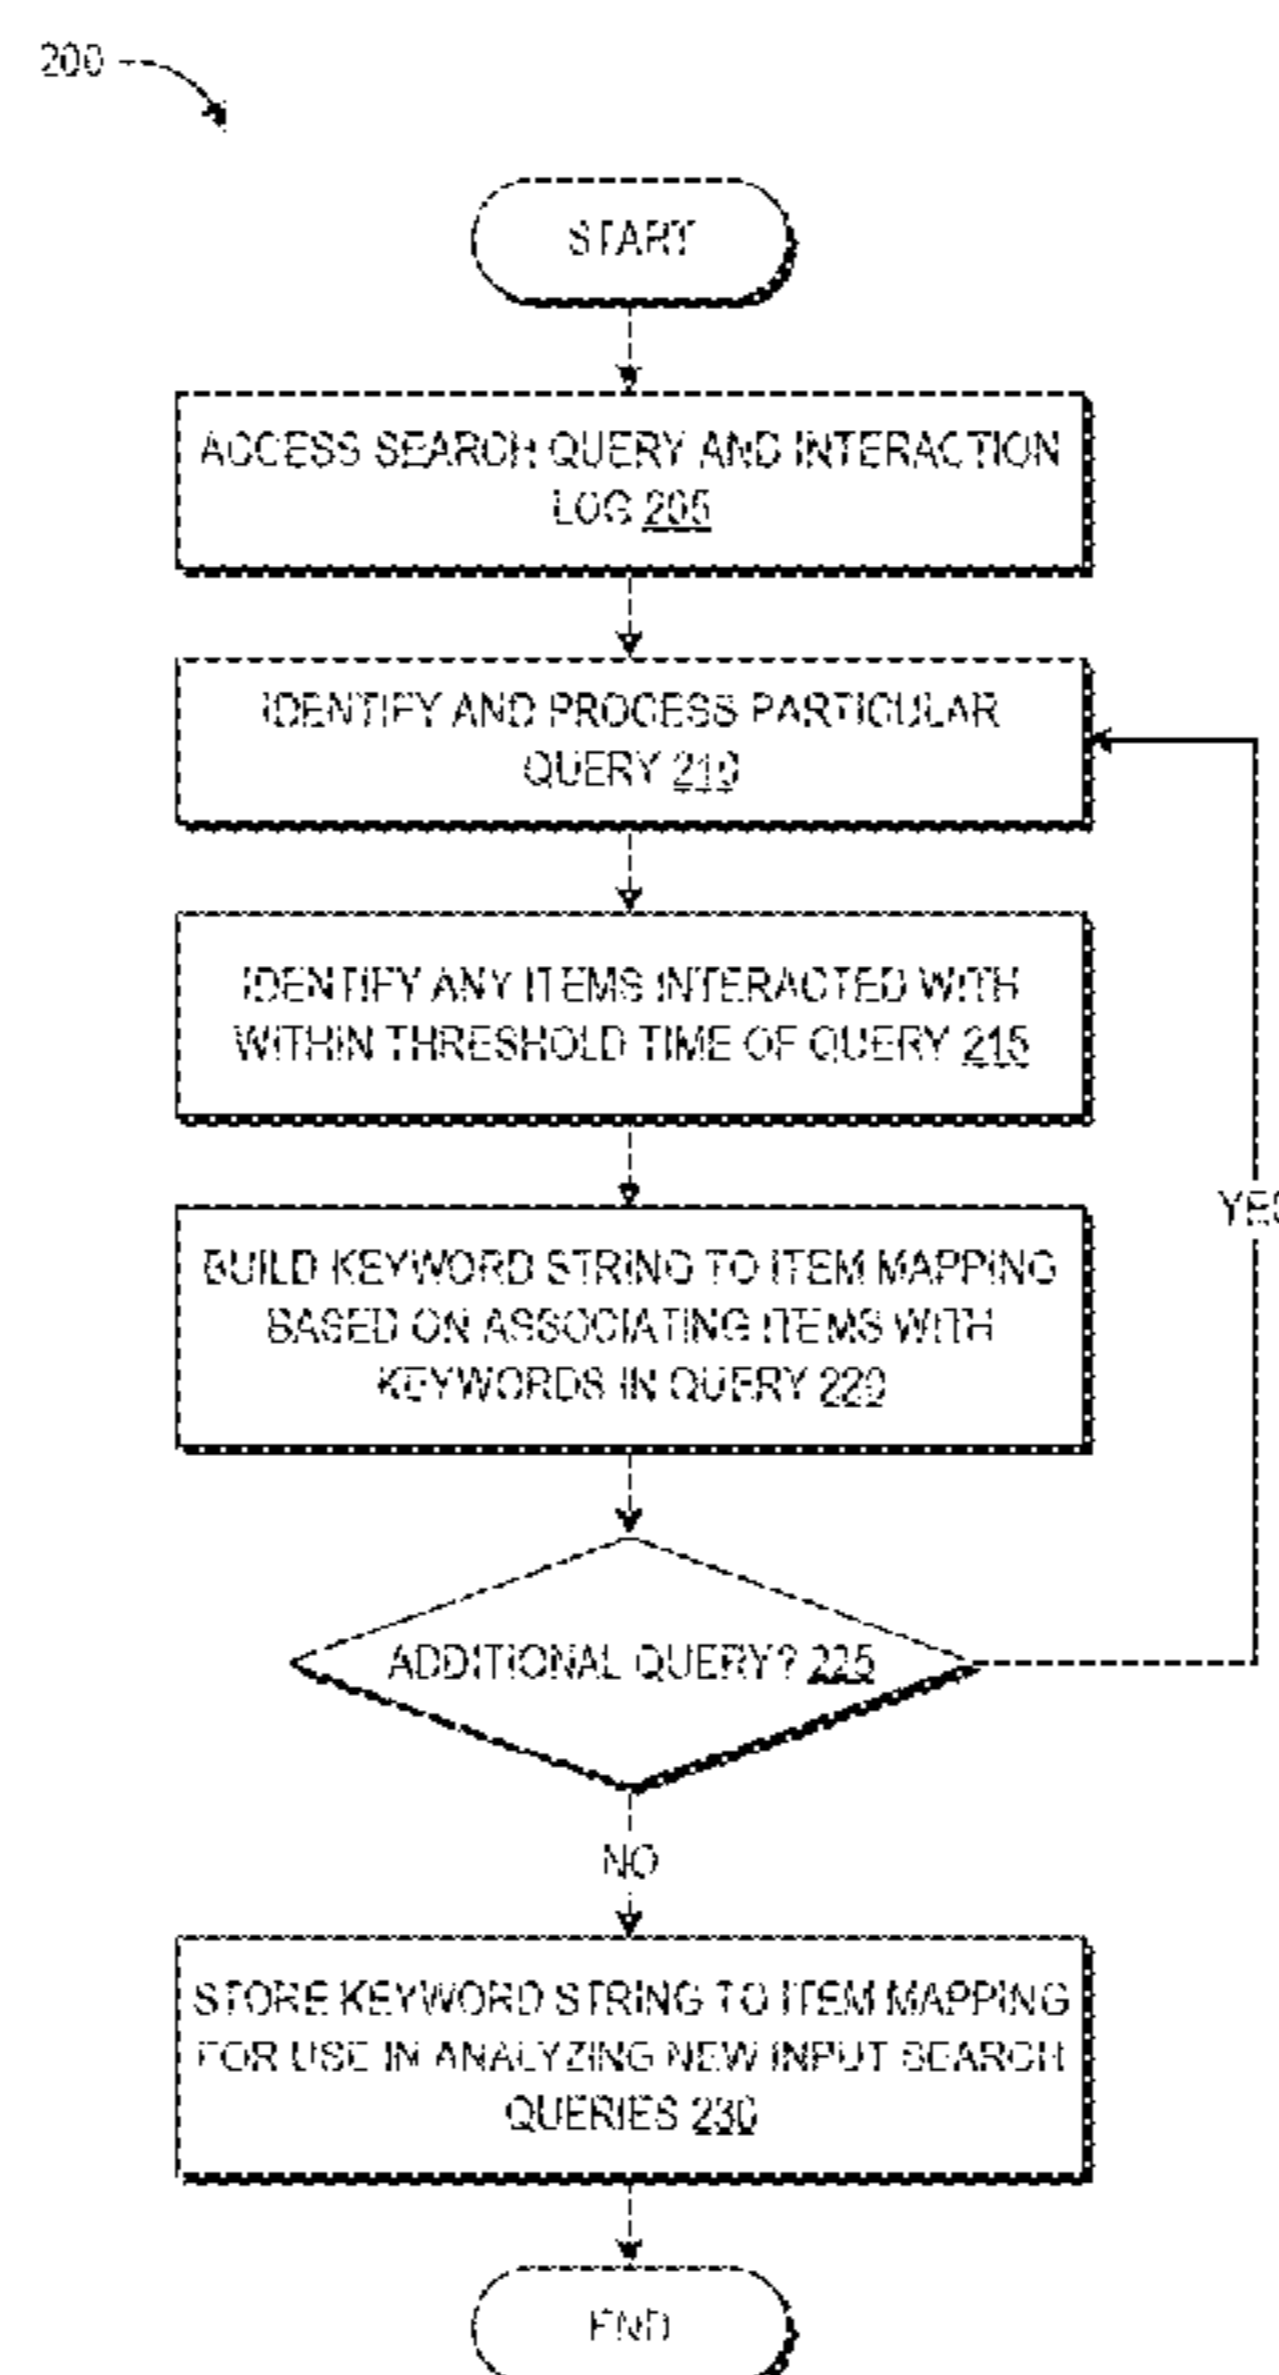 200
START
ACCESS SEARCH QUERY AND INTERACTION
LOG 205
IDENTIFY AND PROCESS PARTICULAR
QUERY 210
IDENTIFY ANY ITEMS INTERACTED WITH
WITHIN THRESHOLD TIME OF QUERY 215
BUILD KEYWORD STRING TO ITEM MAPPING
BASED ON ASSOCIATING ITEMS WITH
KEYWORDS IN QUERY 220
YES
ADDITIONAL QUERY? 225
NO
STORE KEYWORD STRING TO ITEM MAPPING
FOR USE IN ANALYZING NEW INPUT SEARCH
QUERIES 230
END